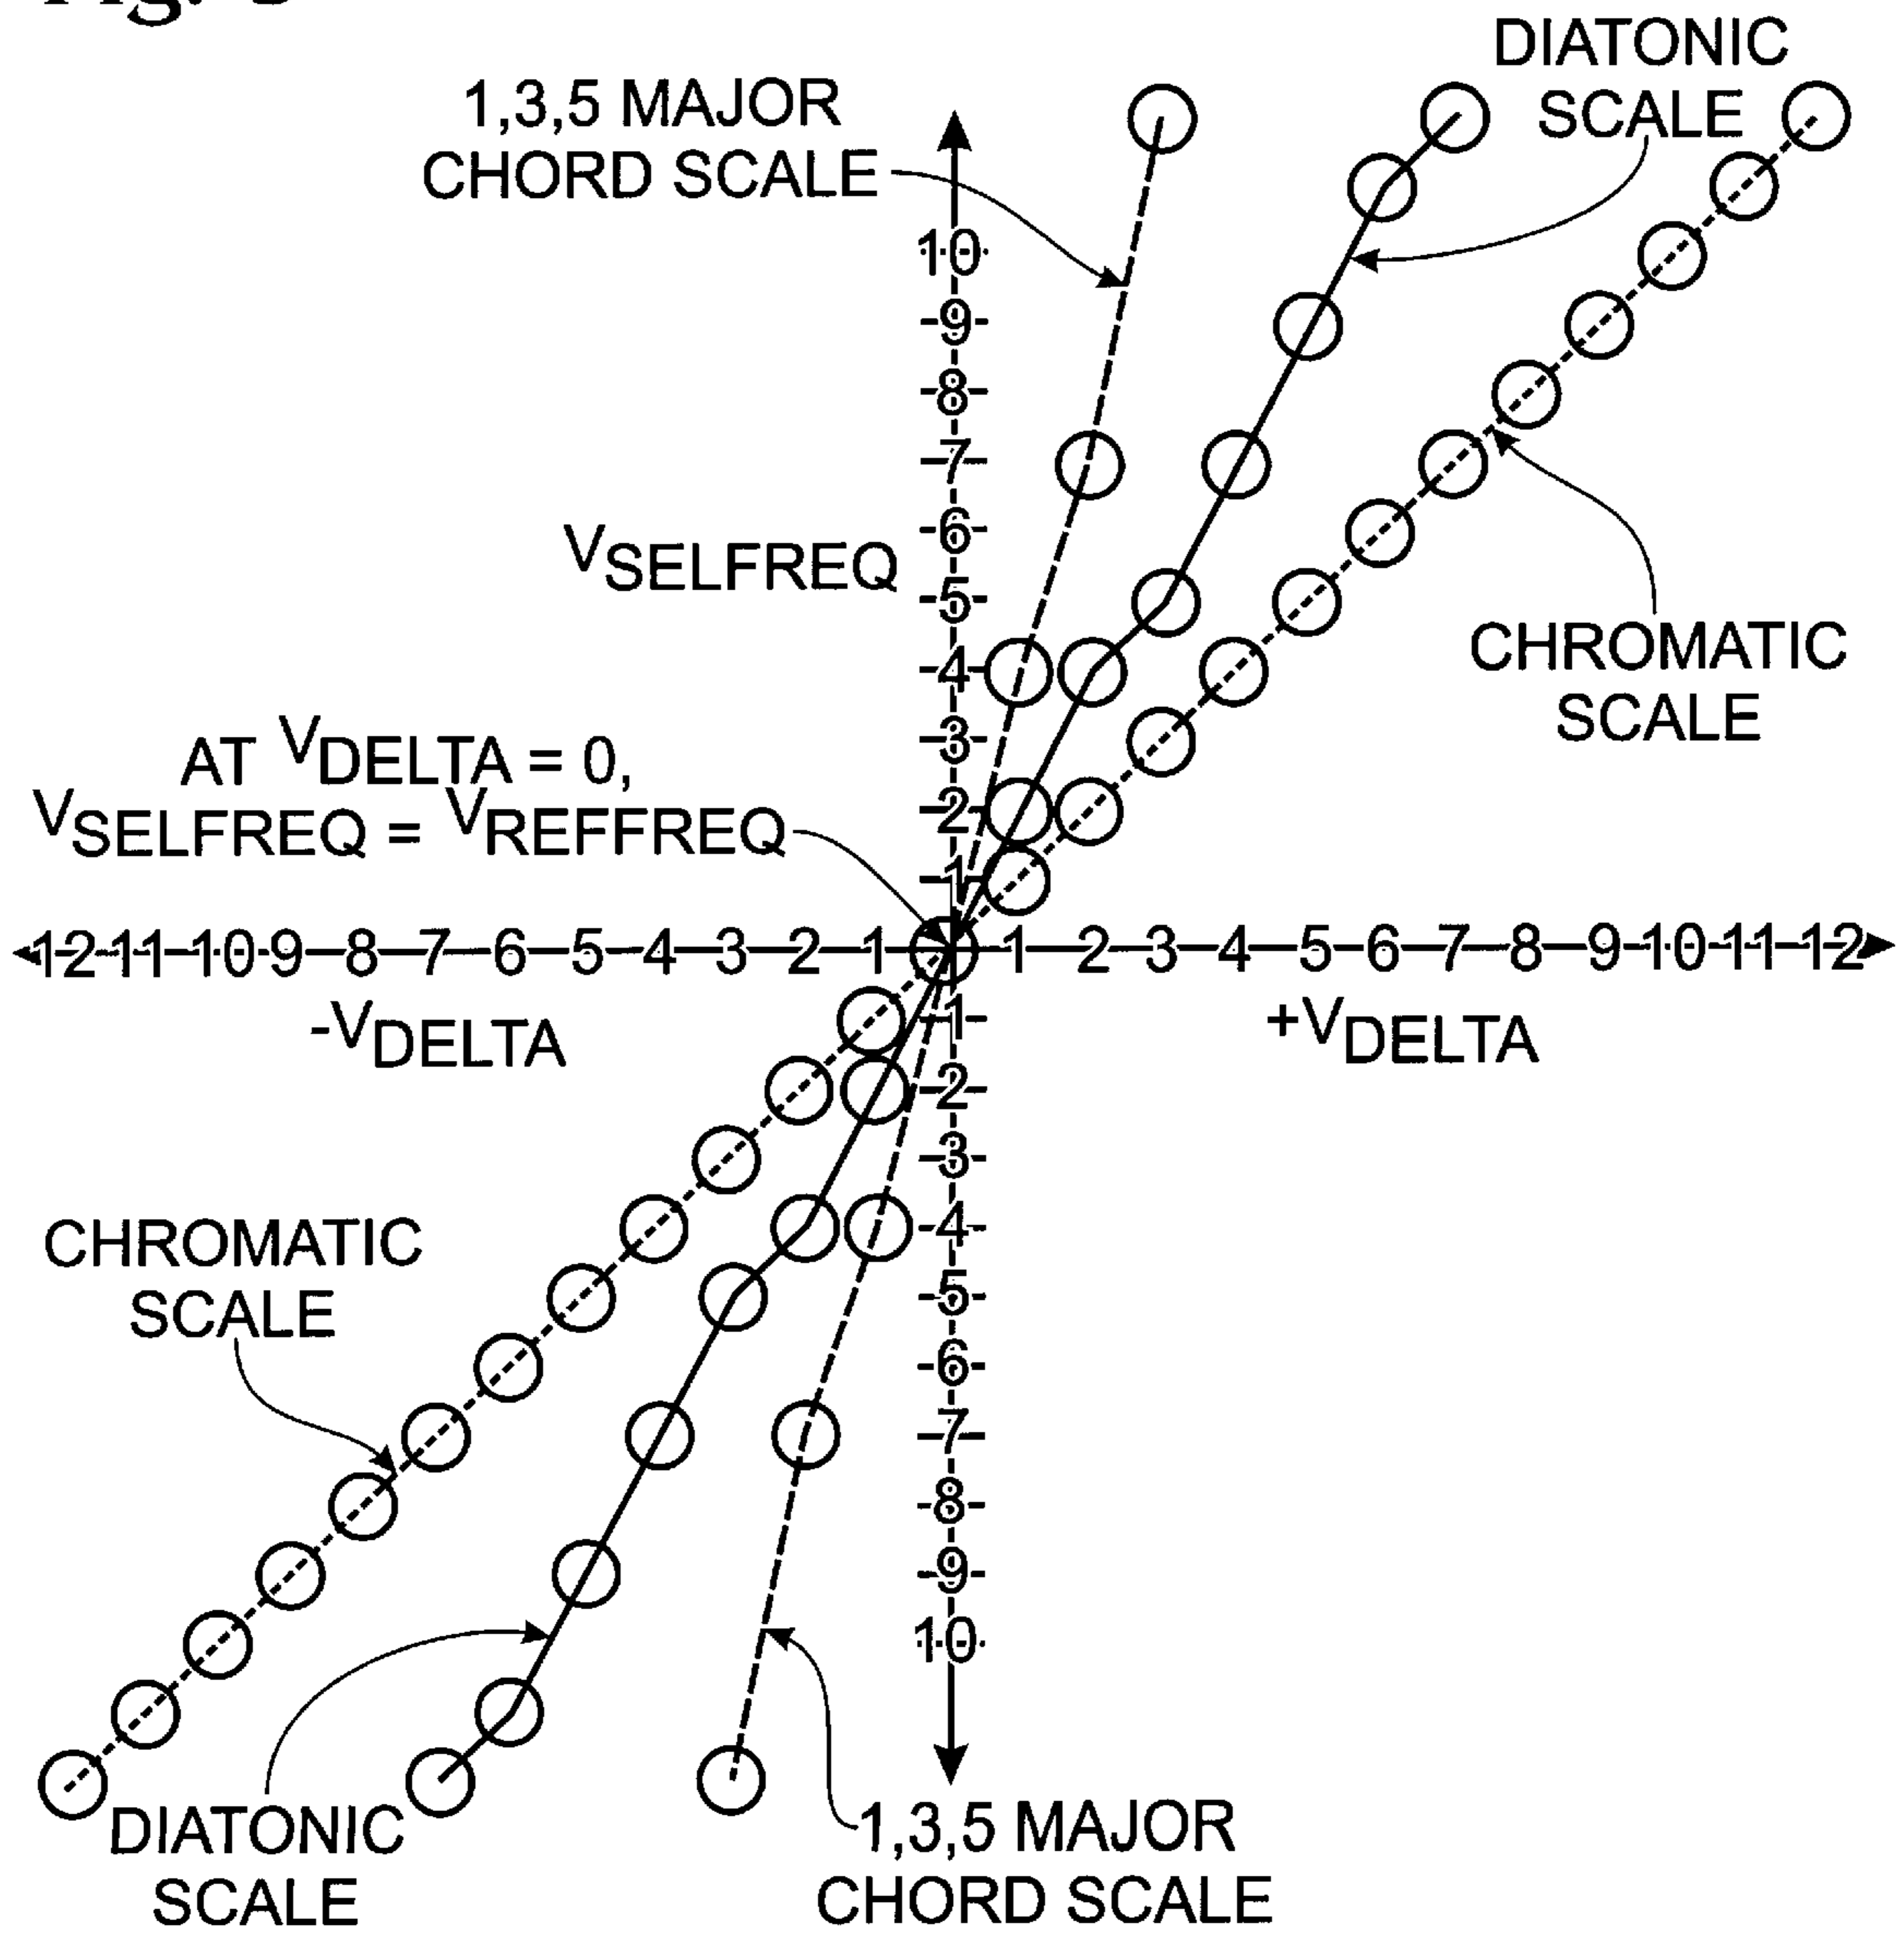 Fig.
DIATONIC
SCALE
1,3,5 MAJOR
CHORD SCALE
10
9
8
7
6
VSELFREQ
5
4
CHROMATIC
SCALE
3
AT VDELTA = 0,
VSELFREQ = VREFFREQ
2
1
12 11 10 9 8 7 6 5 4 3 2 1 1 2 3 4 5 6 7 8 9 10 11 12
-VDELTA
+VDELTA
1
2
3
4
CHROMATIC
SCALE
5
6
7
8
9
10
DIATONIC
SCALE
1,3,5 MAJOR
CHORD SCALE